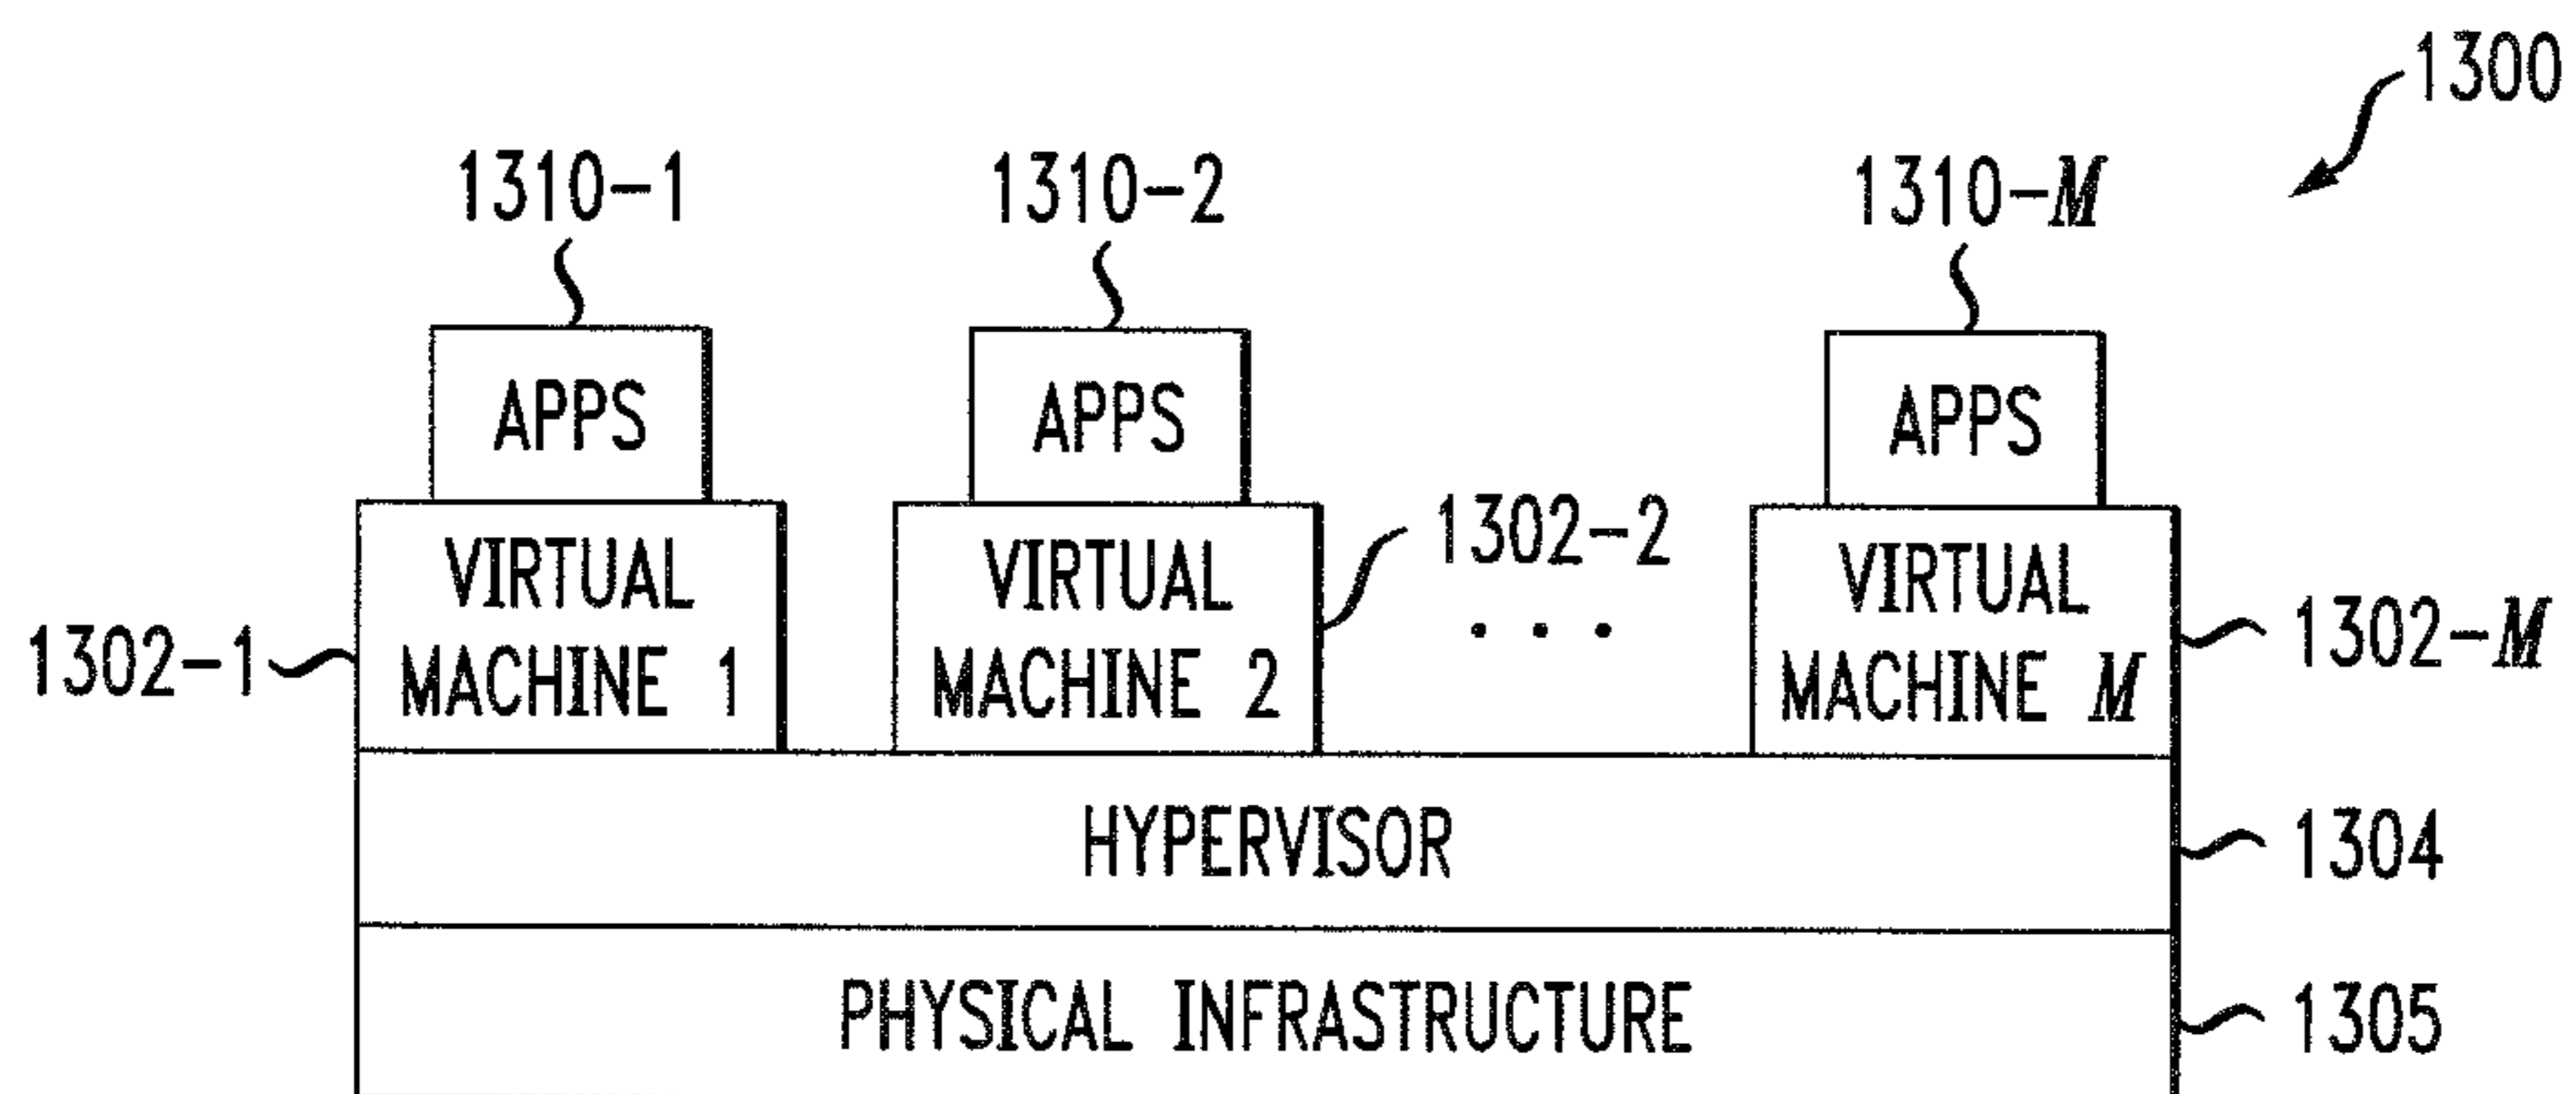 1300
1310-1
1310-2
1310-M
APPS
APPS
APPS
1302-2
VIRTUAL
MACHINE 1
VIRTUAL
MACHINE 2
. . .
VIRTUAL
MACHINE M
1302-1
1302-M
HYPERVISOR
1304
PHYSICAL INFRASTRUCTURE
1305